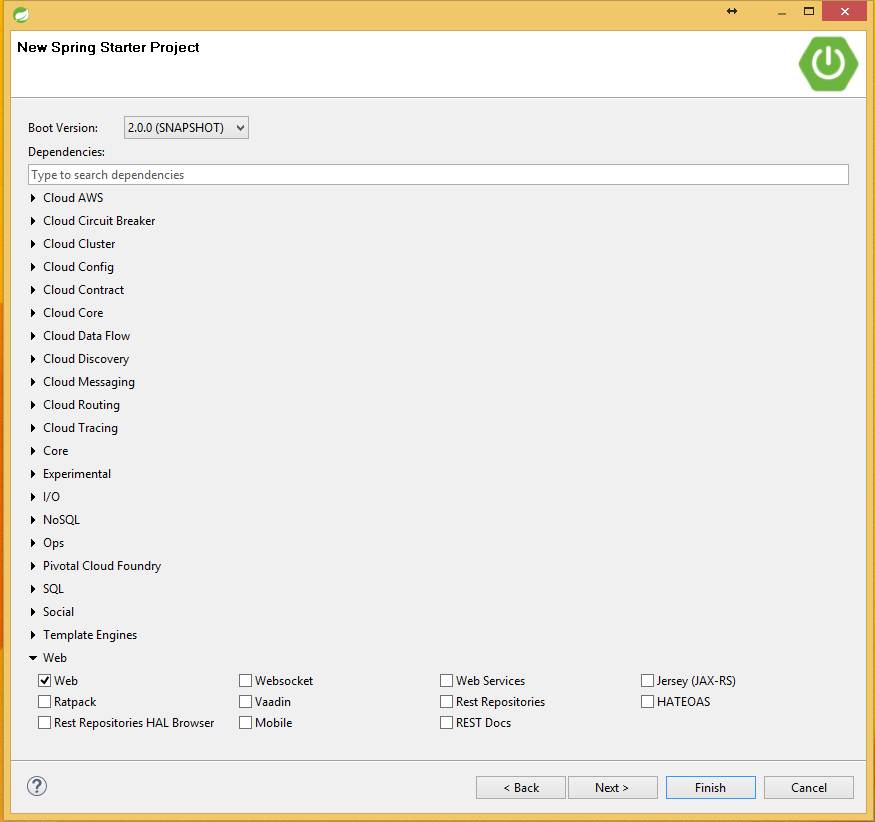 New Spring Starter Project
Boot Version: 2.0.0 (SNAPSHOT)
Dependencies:
Type to search dependencies
Cloud AWS
Cloud Circuit Breaker
Cloud Cluster
Cloud Config
Cloud Contract
Cloud Core
Cloud Data Flow
Cloud Discovery
Cloud Messaging
Cloud Routing
Cloud Tracing
Core
Experimental
I/O
NoSQL
Ops
Pivotal Cloud Foundry
SQL
Social
Template Engines
Web
Web Websocket Web Services Jersey (JAX-RS)
Ratpack Vaadin Rest Repositories HATEOAS
Rest Repositories HAL Browser Mobile REST Docs
? < Back Next > Finish Cancel